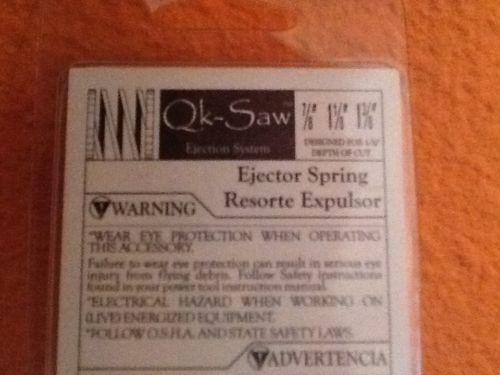 Qk-Saw™ 7/8" 1 1/8" 1 3/8"
Ejection System
DESIGNED FOR 1-1/2"
DEPTH OF CUT
Ejector Spring
Resorte Expulsor
WARNING
*WEAR EYE PROTECTION WHEN OPERATING
THIS ACCESSORY.
Failure to wear eye protection can result in serious eye
injury from flying debris. Follow Safety instructions
found in your power tool instruction manual.
*ELECTRICAL HAZARD WHEN WORKING ON
(LIVE) ENERGIZED EQUIPMENT.
*FOLLOW O.S.H.A. AND STATE SAFETY LAWS.
ADVERTENCIA